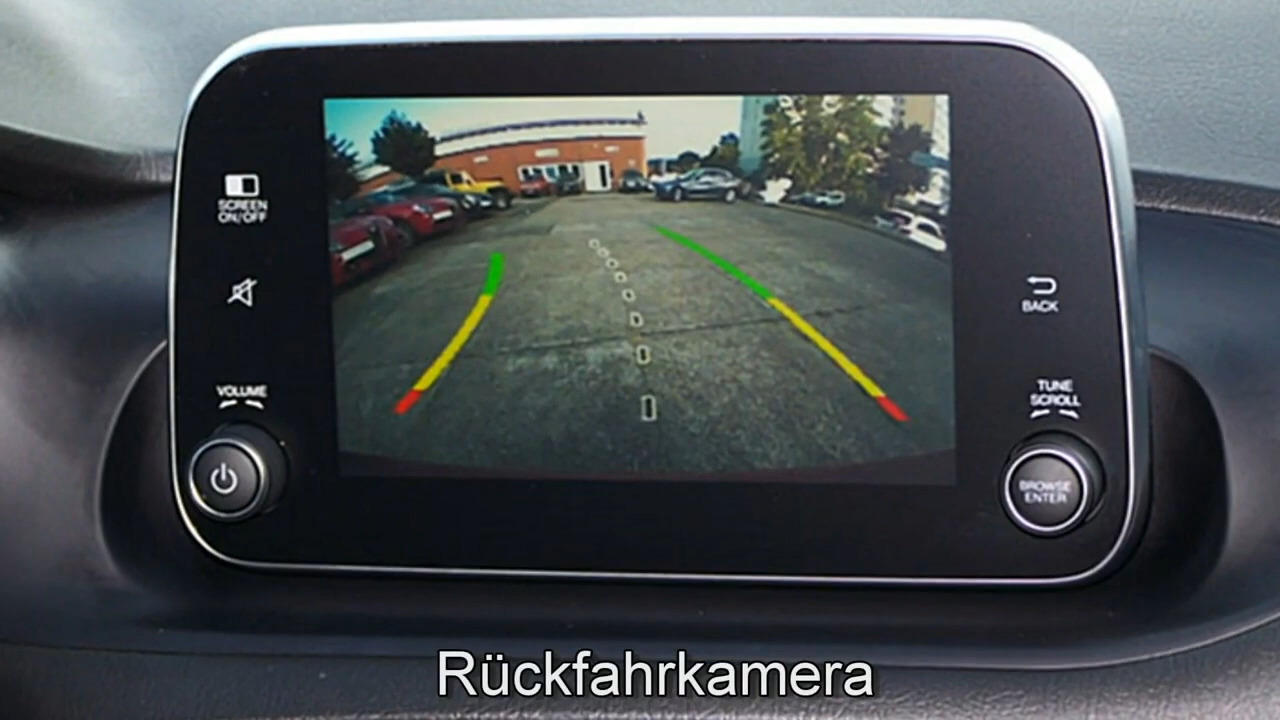 SCREEN
ON/OFF
VOLUME
BACK
TUNE
SCROLL
BROWSE
ENTER
Rückfahrkamera